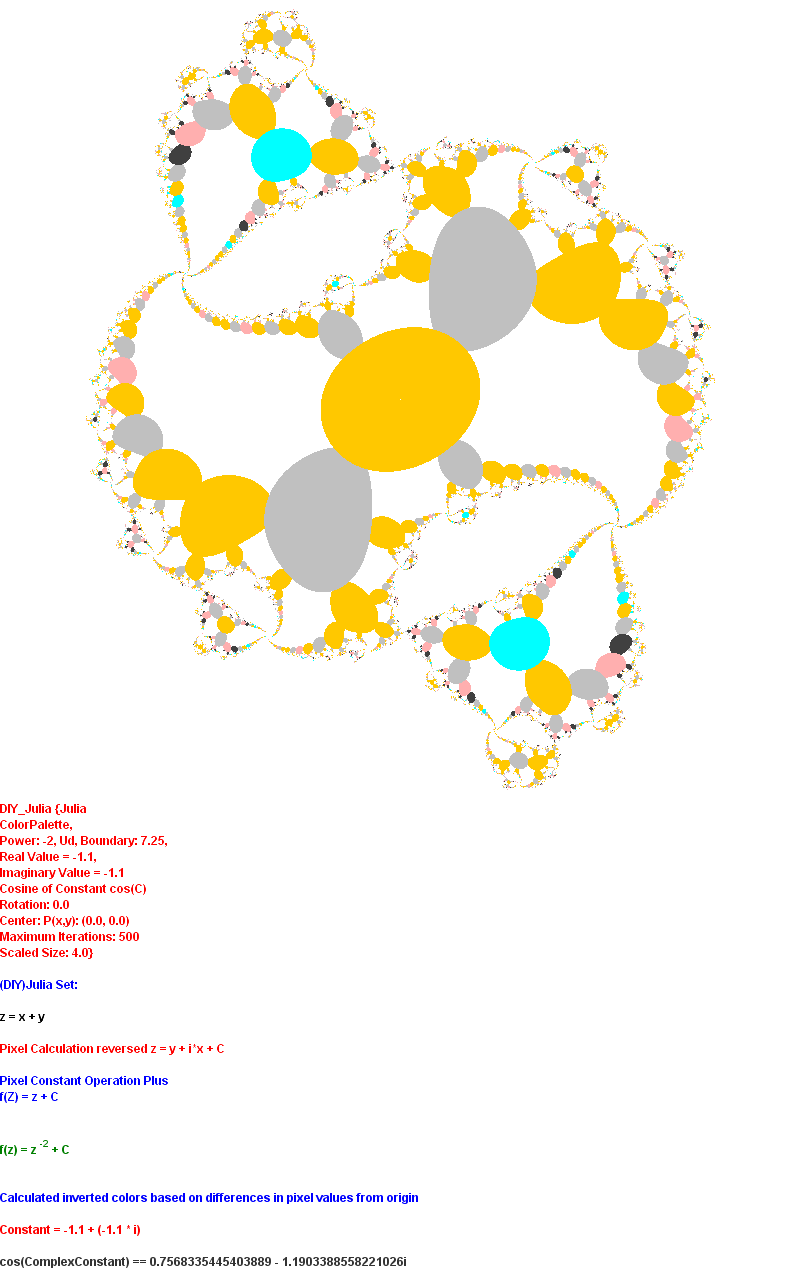 DIY_Julia {Julia
ColorPalette,
Power: -2, Ud, Boundary: 7.25,
Real Value = -1.1,
Imaginary Value = -1.1
Cosine of Constant cos(C)
Rotation: 0.0
Center: P(x,y): (0.0, 0.0)
Maximum Iterations: 500
Scaled Size: 4.0}
(DIY)Julia Set:
z = x + y
Pixel Calculation reversed z = y + i*x + C
Pixel Constant Operation Plus
f(Z) = z + C
f(z) = z -2 + C
Calculated inverted colors based on differences in pixel values from origin
Constant = -1.1 + (-1.1 * i)
cos(ComplexConstant) == 0.7568335445403889 - 1.1903388558221026i